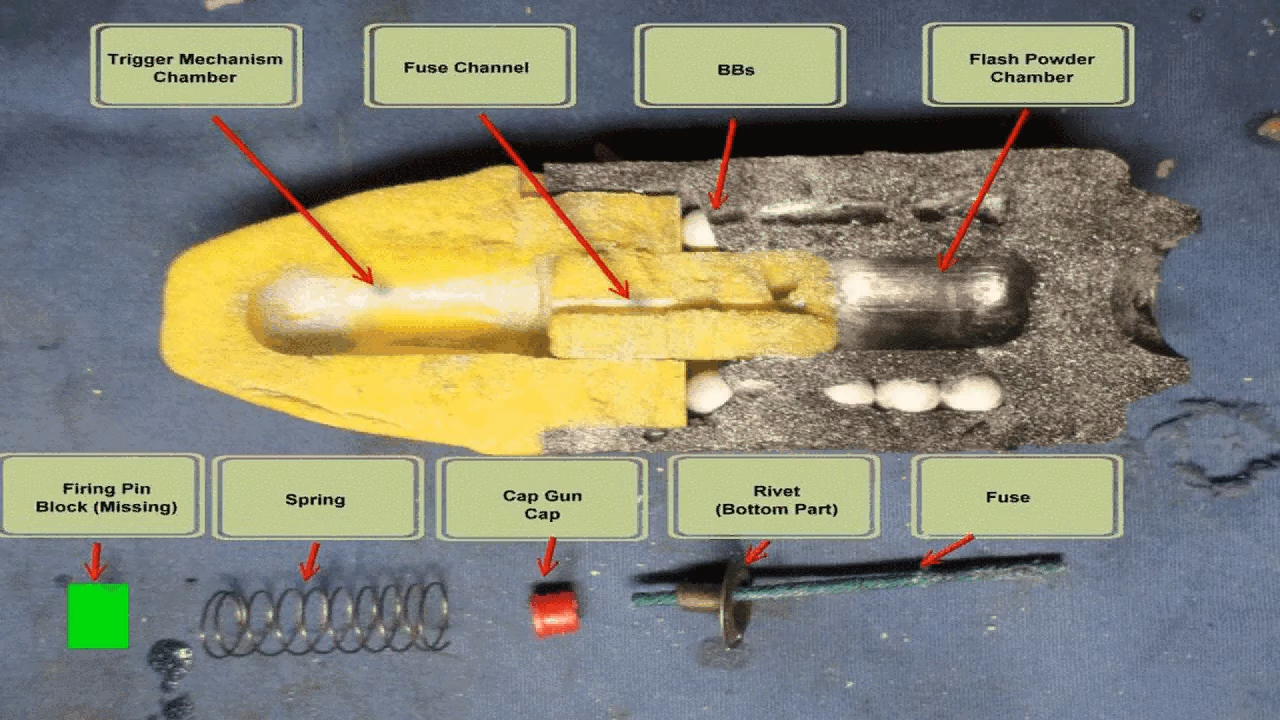 Trigger Mechanism
Chamber
Fuse Channel
BBs
Flash Powder
Chamber
Firing Pin
Block (Missing)
Spring
Cap Gun
Cap
Rivet
(Bottom Part)
Fuse